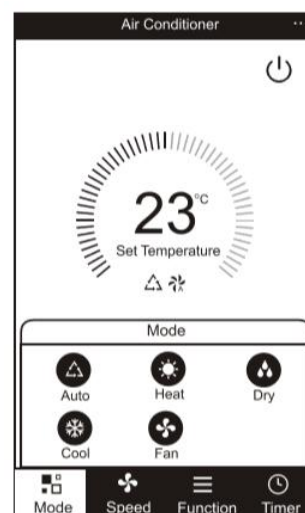 Air Conditioner
23°C
Set Temperature
A
Mode
Auto
Heat
Dry
Cool
Fan
Mode
Speed
Function
Timer